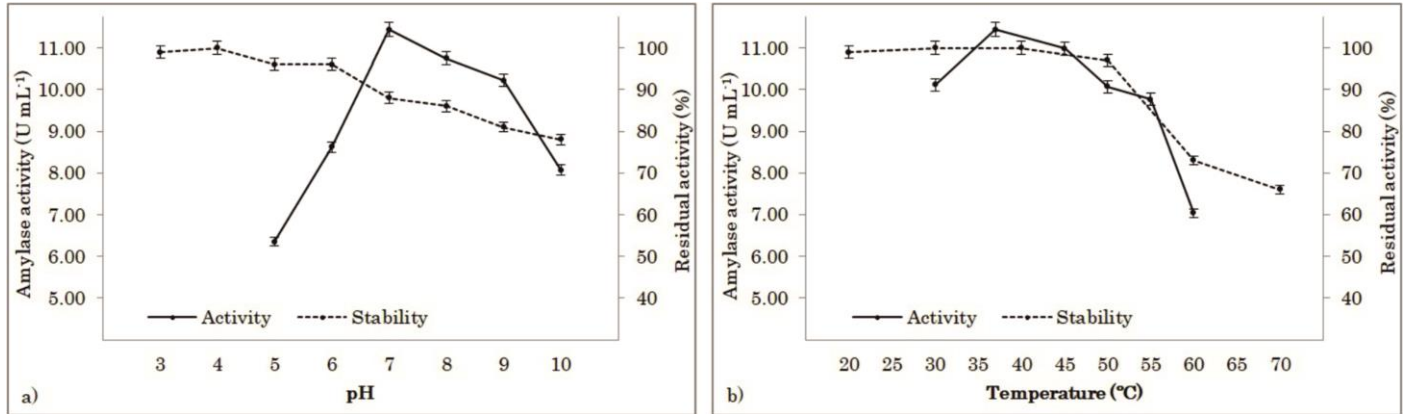 Amylase activity (U mL⁻¹)
11.00
10.00
9.00
8.00
7.00
6.00
5.00
100
90
80
70
60
50
40
Residual activity (%)
Activity Stability
3 4 5 6 7 8 9 10
a) pH
Amylase activity (U mL⁻¹)
11.00
10.00
9.00
8.00
7.00
6.00
5.00
100
90
80
70
60
50
40
Residual activity (%)
Activity Stability
20 25 30 35 40 45 50 55 60 65 70
b) Temperature (ºC)